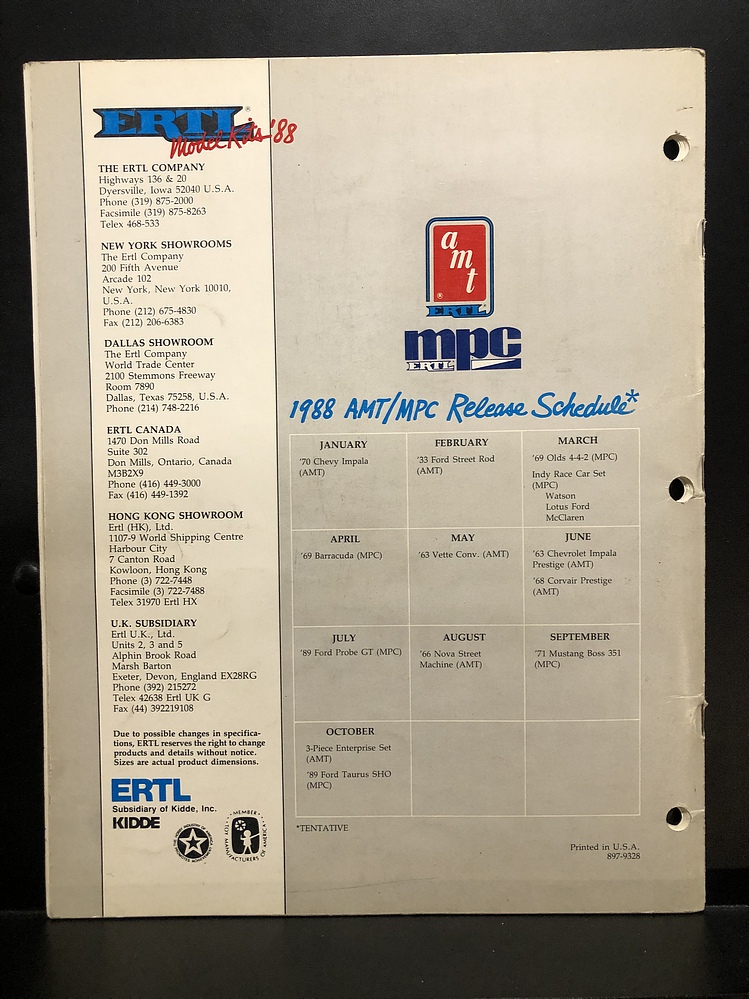 ERTL®
Model Kits '88
THE ERTL COMPANY
Highways 136 & 20
Dyersville, Iowa 52040 U.S.A.
Phone (319) 875-2000
Facsimile (319) 875-8263
Telex 468-533
NEW YORK SHOWROOMS
The Ertl Company
200 Fifth Avenue
Arcade 102
New York, New York 10010,
U.S.A.
Phone (212) 675-4830
Fax (212) 206-6383
DALLAS SHOWROOM
The Ertl Company
World Trade Center
2100 Stemmons Freeway
Room 7890
Dallas, Texas 75258, U.S.A.
Phone (214) 748-2216
ERTL CANADA
1470 Don Mills Road
Suite 302
Don Mills, Ontario, Canada
M3B2X9
Phone (416) 449-3000
Fax (416) 449-1392
HONG KONG SHOWROOM
Ertl (HK), Ltd.
1107-9 World Shipping Centre
Harbour City
7 Canton Road
Kowloon, Hong Kong
Phone (3) 722-7448
Facsimile (3) 722-7488
Telex 31970 Ertl HX
U.K. SUBSIDIARY
Ertl U.K., Ltd.
Units 2, 3 and 5
Alphin Brook Road
Marsh Barton
Exeter, Devon, England EX28RG
Phone (392) 215272
Telex 42638 Ertl UK G
Fax (44) 392219108
Due to possible changes in specifica-
tions, ERTL reserves the right to change
products and details without notice.
Sizes are actual product dimensions.
ERTL
Subsidiary of Kidde, Inc.
KIDDE
MEMBER
TOY MANUFACTURERS OF AMERICA
amt
®
ERTL
mpc
ERTL
1988 AMT/MPC Release Schedule*
JANUARY
'70 Chevy Impala
(AMT)
FEBRUARY
'33 Ford Street Rod
(AMT)
MARCH
'69 Olds 4-4-2 (MPC)
Indy Race Car Set
(MPC)
Watson
Lotus Ford
McClaren
APRIL
'69 Barracuda (MPC)
MAY
'63 Vette Conv. (AMT)
JUNE
'63 Chevrolet Impala
Prestige (AMT)
'68 Corvair Prestige
(AMT)
JULY
'89 Ford Probe GT (MPC)
AUGUST
'66 Nova Street
Machine (AMT)
SEPTEMBER
'71 Mustang Boss 351
(MPC)
OCTOBER
3-Piece Enterprise Set
(AMT)
'89 Ford Taurus SHO
(MPC)
*TENTATIVE
Printed in U.S.A.
897-9328